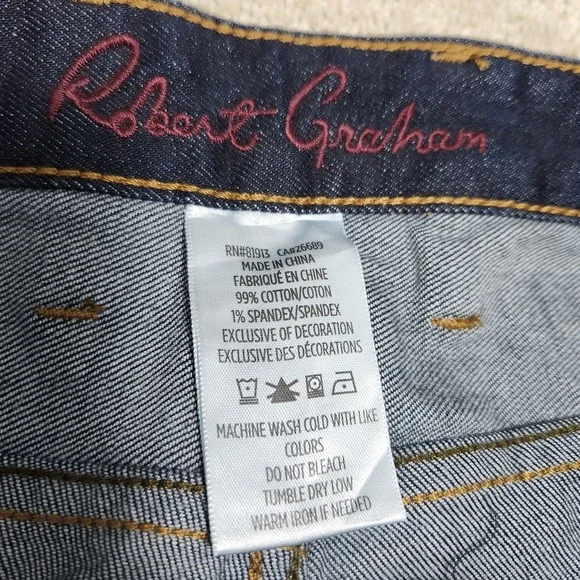 Robert Graham
RN#81913 CA#26689
MADE IN CHINA
FABRIQUÉ EN CHINE
99% COTTON/COTON
1% SPANDEX/SPANDEX
EXCLUSIVE OF DECORATION
EXCLUSIVE DES DÉCORATIONS
MACHINE WASH COLD WITH LIKE
COLORS
DO NOT BLEACH
TUMBLE DRY LOW
WARM IRON IF NEEDED